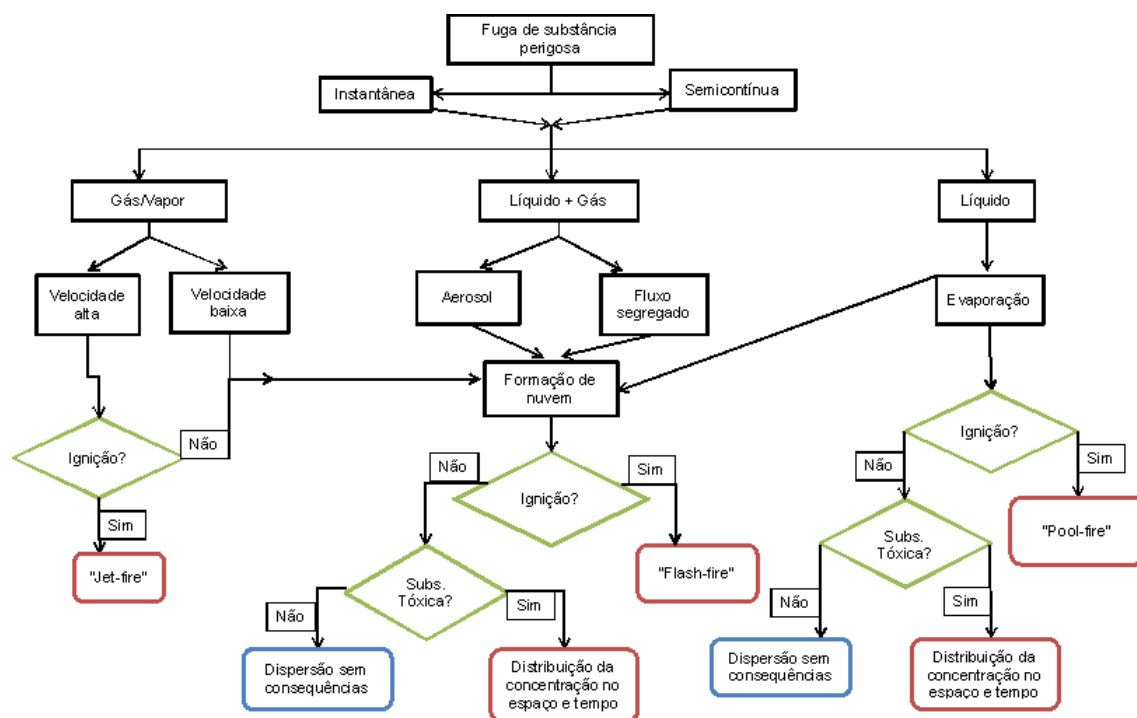 Fuga de substância
perigosa
Instantânea
Semicontínua
Gás/Vapor
Líquido + Gás
Líquido
Velocidade
alta
Velocidade
baixa
Aerosol
Fluxo
segregado
Evaporação
Formação de
nuvem
Ignição?
Não
Sim
"Jet-fire"
Ignição?
Não
Sim
"Flash-fire"
Subs.
Tóxica?
Não
Sim
Dispersão sem
consequências
Distribuição da
concentração no
espaço e tempo
Ignição?
Não
Sim
"Pool-fire"
Subs.
Tóxica?
Não
Sim
Dispersão sem
consequências
Distribuição da
concentração no
espaço e tempo